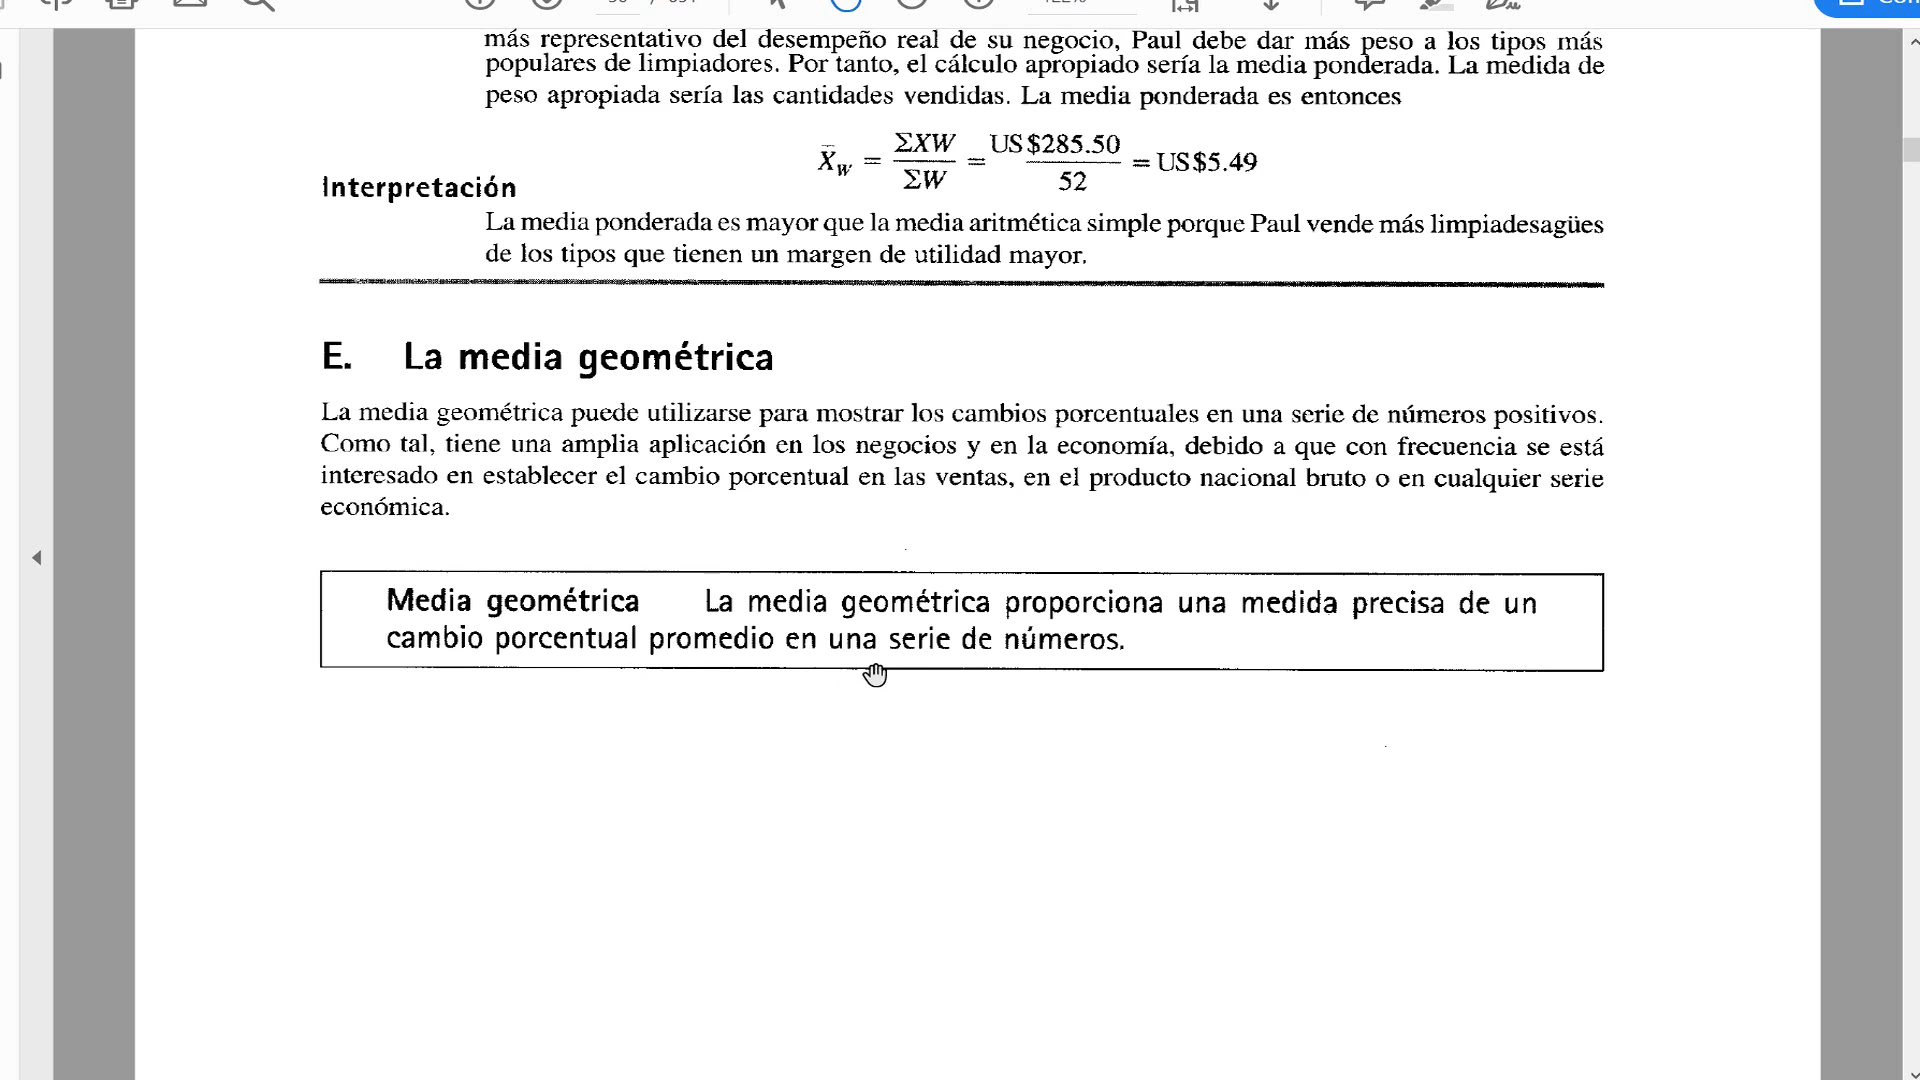 más representativo del desempeño real de su negocio, Paul debe dar más peso a los tipos más
populares de limpiadores. Por tanto, el cálculo apropiado sería la media ponderada. La medida de
peso apropiada sería las cantidades vendidas. La media ponderada es entonces
X̄w = ΣXW / ΣW = US$285.50 / 52 = US$5.49
Interpretación
La media ponderada es mayor que la media aritmética simple porque Paul vende más limpiadesagües
de los tipos que tienen un margen de utilidad mayor.
E. La media geométrica
La media geométrica puede utilizarse para mostrar los cambios porcentuales en una serie de números positivos.
Como tal, tiene una amplia aplicación en los negocios y en la economía, debido a que con frecuencia se está
interesado en establecer el cambio porcentual en las ventas, en el producto nacional bruto o en cualquier serie
económica.
Media geométrica La media geométrica proporciona una medida precisa de un
cambio porcentual promedio en una serie de números.